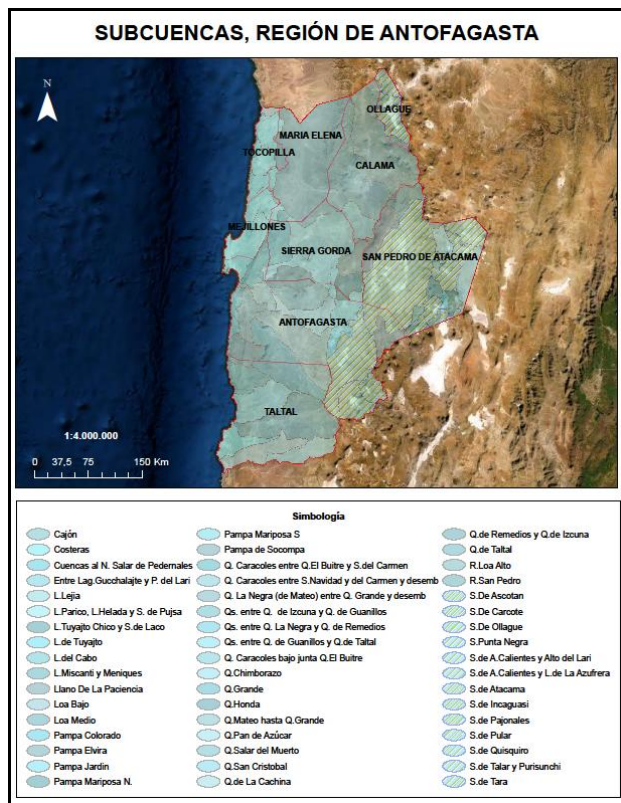 SUBCUENCAS, REGIÓN DE ANTOFAGASTA
N
OLLAGUE
MARIA ELENA
TOCOPILLA
CALAMA
MEJILLONES
SIERRA GORDA
SAN PEDRO DE ATACAMA
ANTOFAGASTA
TALTAL
1:4.000.000
0 37,5 75 150 Km
Simbología
Cajón
Costeras
Cuencas al N. Salar de Pedernales
Entre Lag.Gucchalajte y P. del Lari
L.Lejia
L.Parico, L.Helada y S. de Pujsa
L.Tuyajto Chico y S.de Laco
L.de Tuyajto
L.del Cabo
L.Miscanti y Meniques
Llano De La Paciencia
Loa Bajo
Loa Medio
Pampa Colorado
Pampa Elvira
Pampa Jardin
Pampa Mariposa N.
Pampa Mariposa S
Pampa de Socompa
Q. Caracoles entre Q.El Buitre y S.del Carmen
Q. Caracoles entre S.Navidad y del Carmen y desemb
Q. La Negra (de Mateo) entre Q. Grande y desemb
Qs. entre Q. de Izcuna y Q. de Guanillos
Qs. entre Q. La Negra y Q. de Remedios
Qs. entre Q. de Guanillos y Q.de Taltal
Q. Caracoles bajo junta Q.El Buitre
Q.Chimborazo
Q.Grande
Q.Honda
Q.Mateo hasta Q.Grande
Q.Pan de Azúcar
Q.Salar del Muerto
Q.San Cristobal
Q.de La Cachina
Q.de Remedios y Q.de Izcuna
Q.de Taltal
R.Loa Alto
R.San Pedro
S.De Ascotan
S.De Carcote
S.De Ollague
S.Punta Negra
S.de A.Calientes y Alto del Lari
S.de A.Calientes y L.de La Azufrera
S.de Atacama
S.de Incaguasi
S.de Pajonales
S.de Pular
S.de Quisquiro
S.de Talar y Purisunchi
S.de Tara